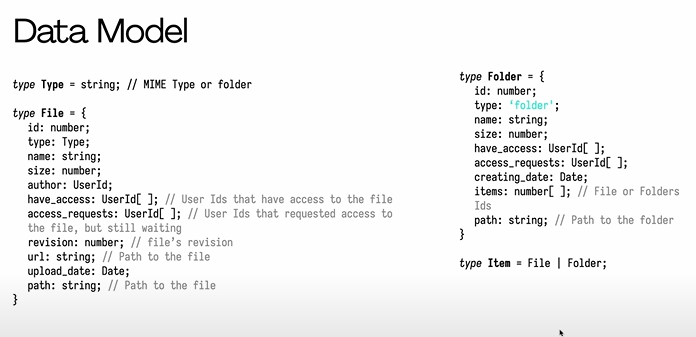 Data Model
type Type = string; // MIME Type or folder
type File = {
id: number;
type: Type;
name: string;
size: number;
author: UserId;
have_access: UserId[ ]; // User Ids that have access to the file
access_requests: UserId[ ]; // User Ids that requested access to
the file, but still waiting
revision: number; // file's revision
url: string; // Path to the file
upload_date: Date;
path: string; // Path to the file
}
type Folder = {
id: number;
type: ‘folder’;
name: string;
size: number;
have_access: UserId[ ];
access_requests: UserId[ ];
creating_date: Date;
items: number[ ]; // File or Folders
Ids
path: string; // Path to the folder
}
type Item = File | Folder;